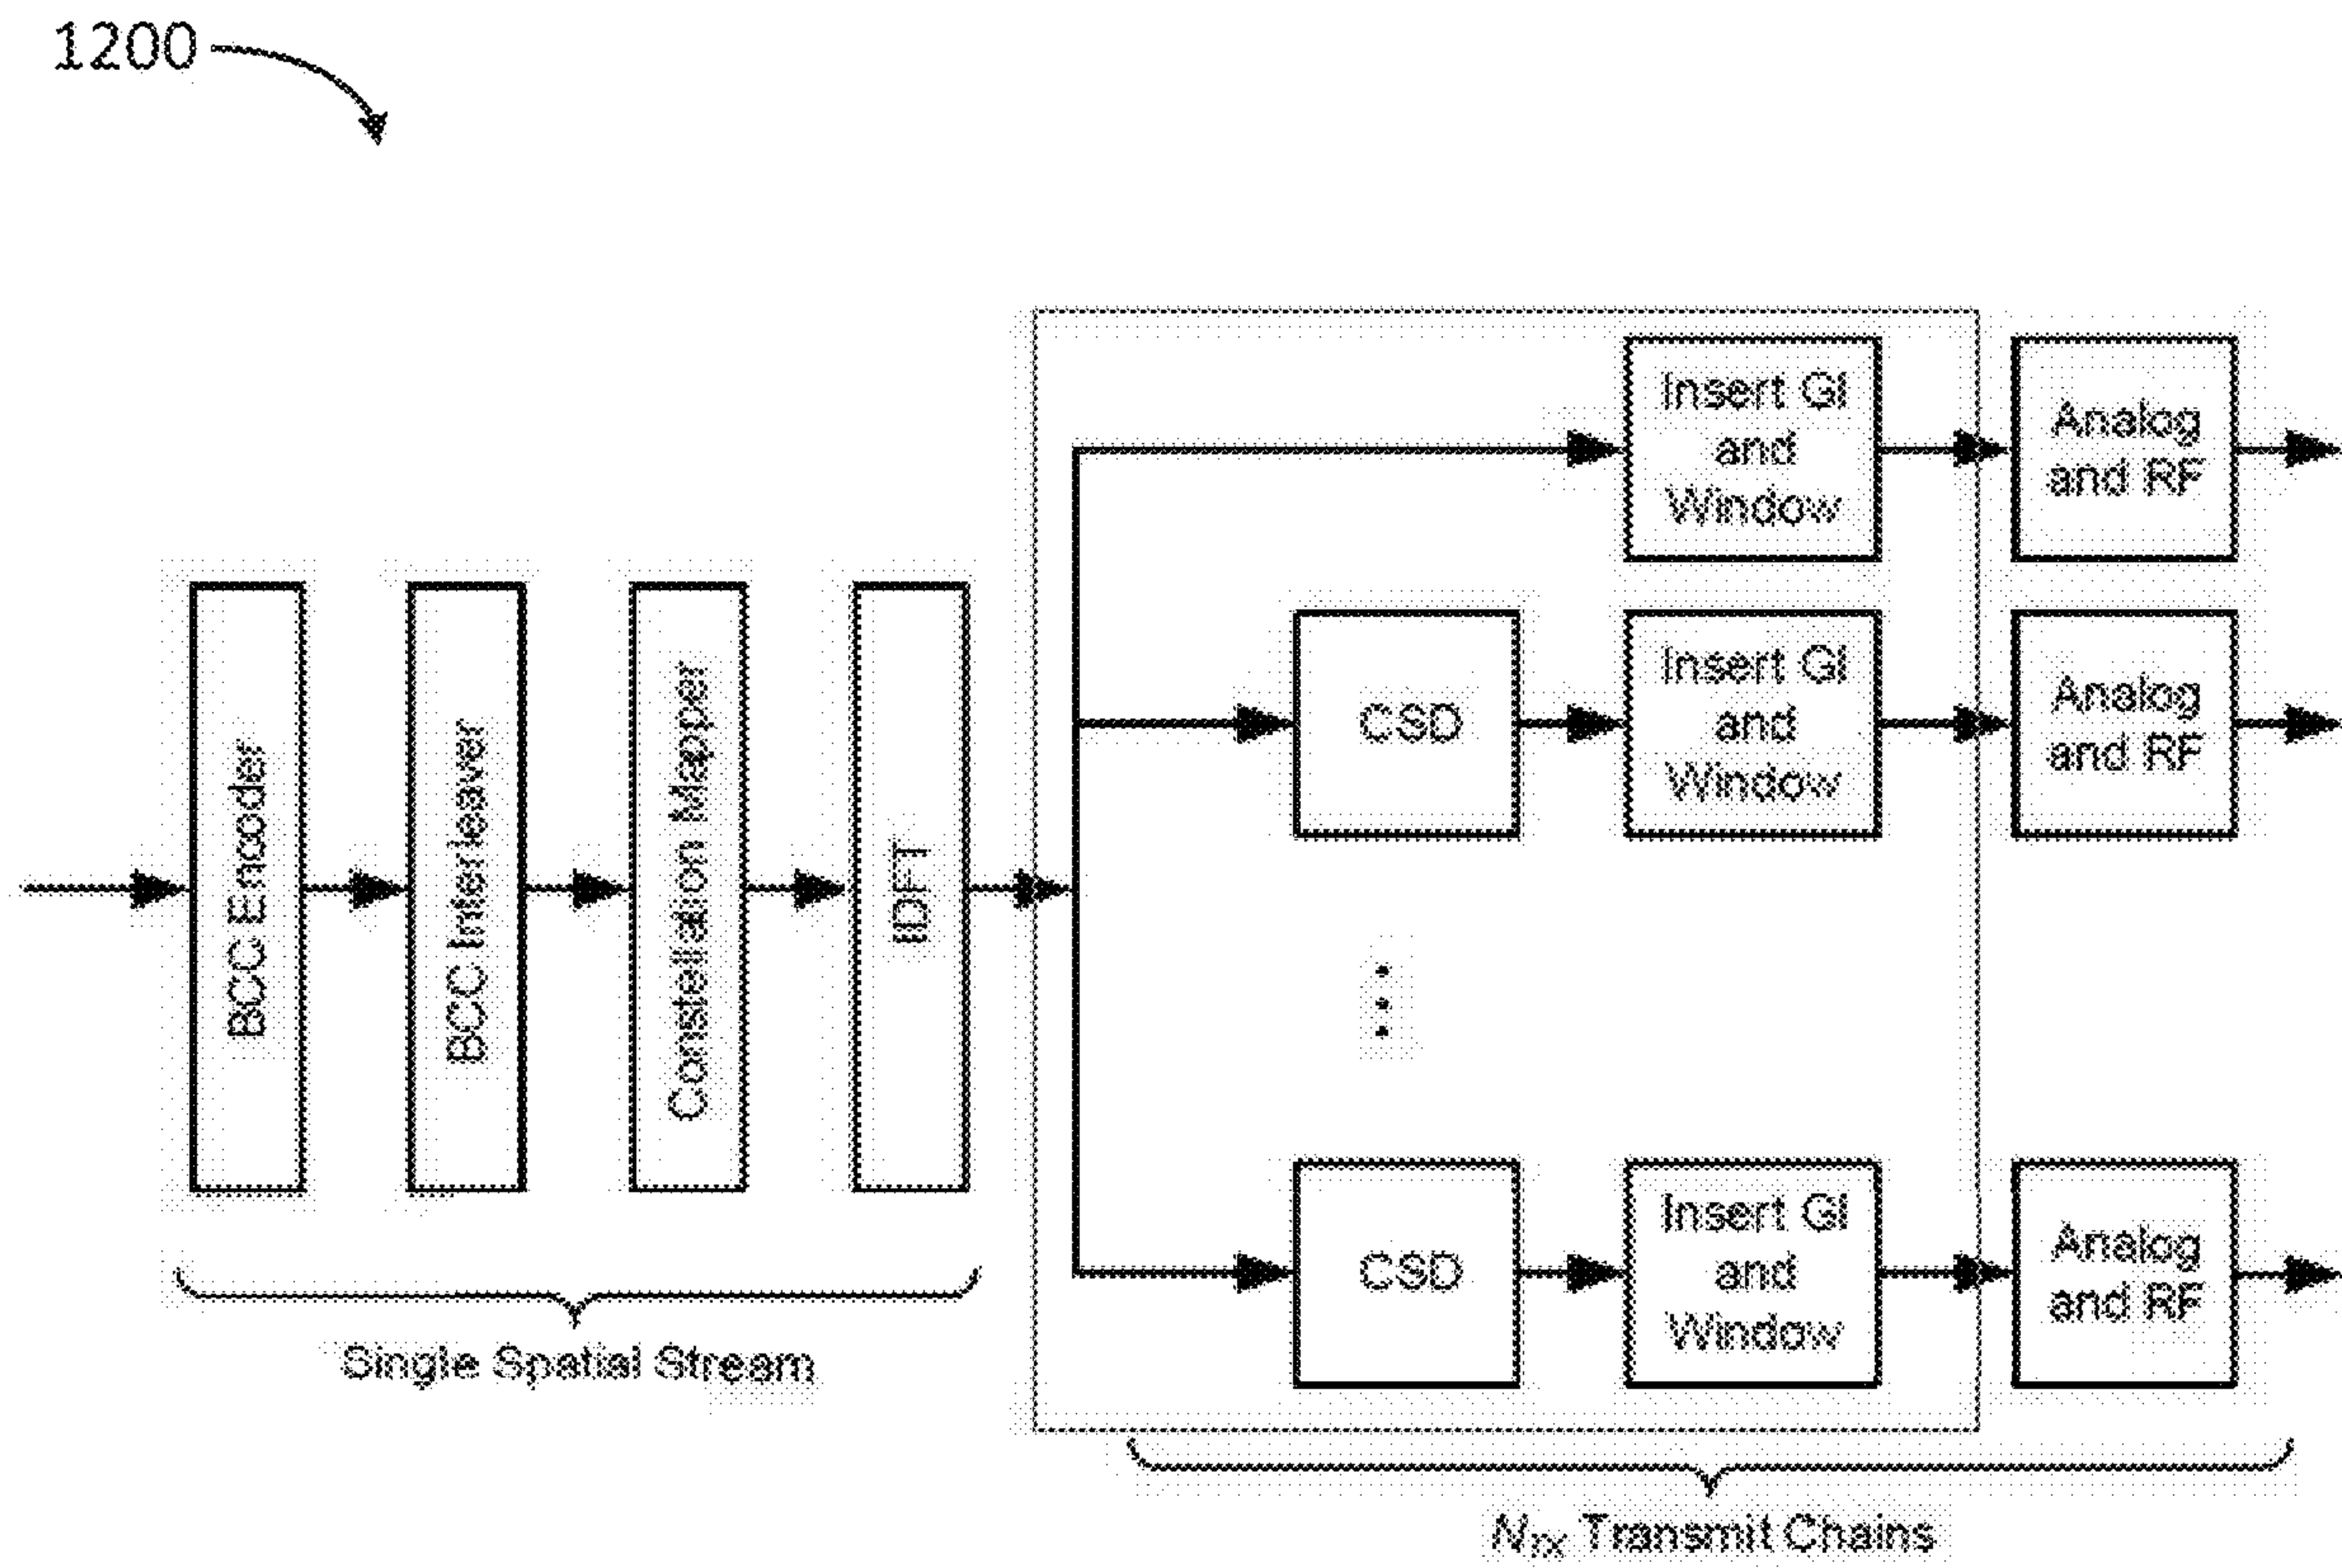 1200
Insert GI
and
Window
Analog
and RF
CSD
Insert GI
and
Window
Analog
and RF
BCC Encoder
BCC Interleaver
Constellation Mapper
IDFT
CSD
Insert GI
and
Window
Analog
and RF
Single Spatial Stream
N_TX Transmit Chains